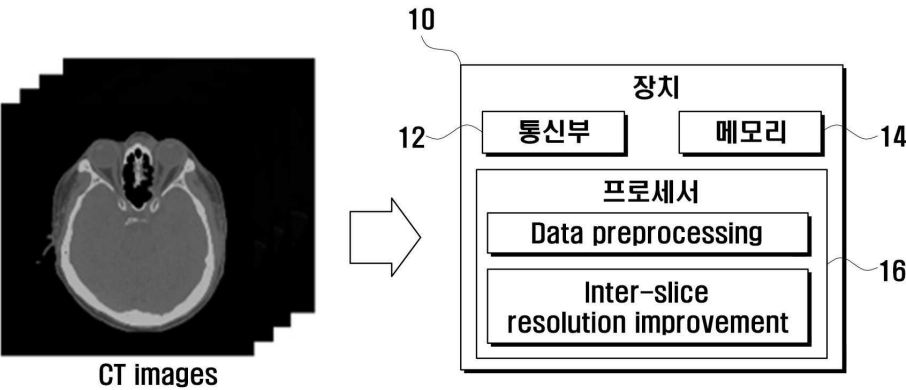 10
장치
12
통신부
메모리
14
프로세서
Data preprocessing
16
Inter-slice
resolution improvement
CT images